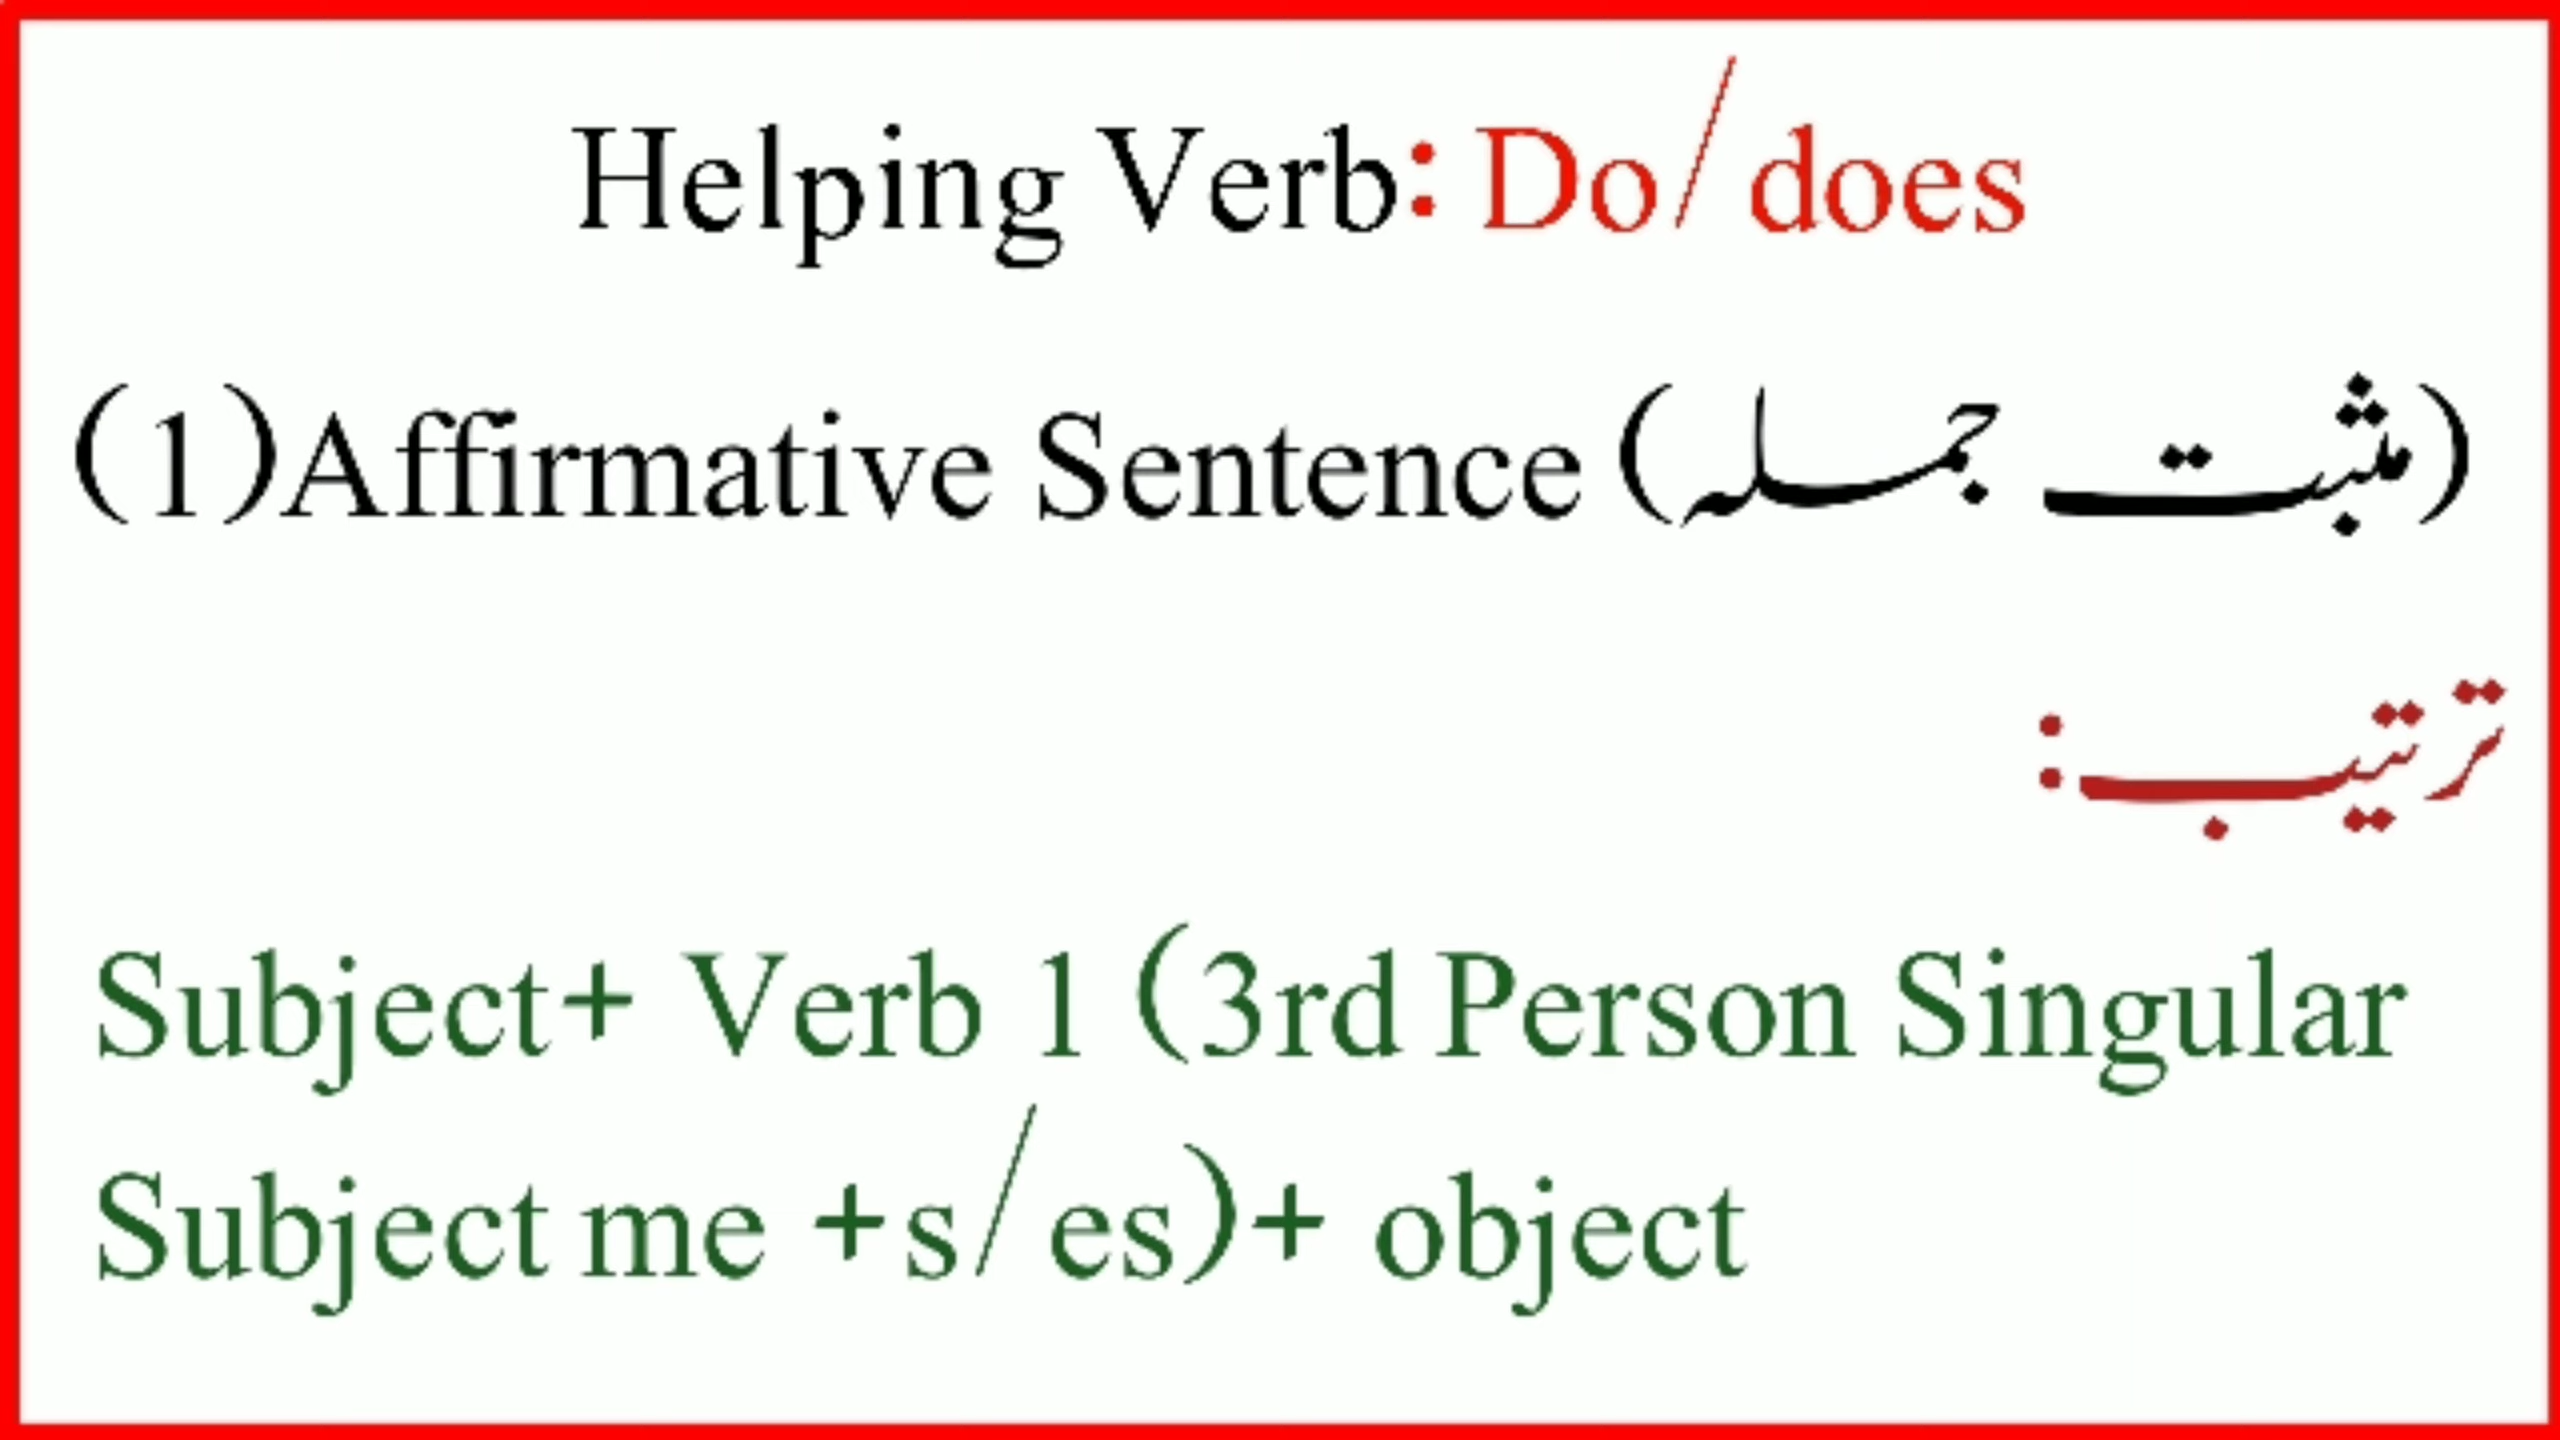 Helping Verb: Do/does
(1)Affirmative Sentence (مثبت جملہ)
ترتیب:
Subject+ Verb 1 (3rd Person Singular
Subject me +s/es)+ object